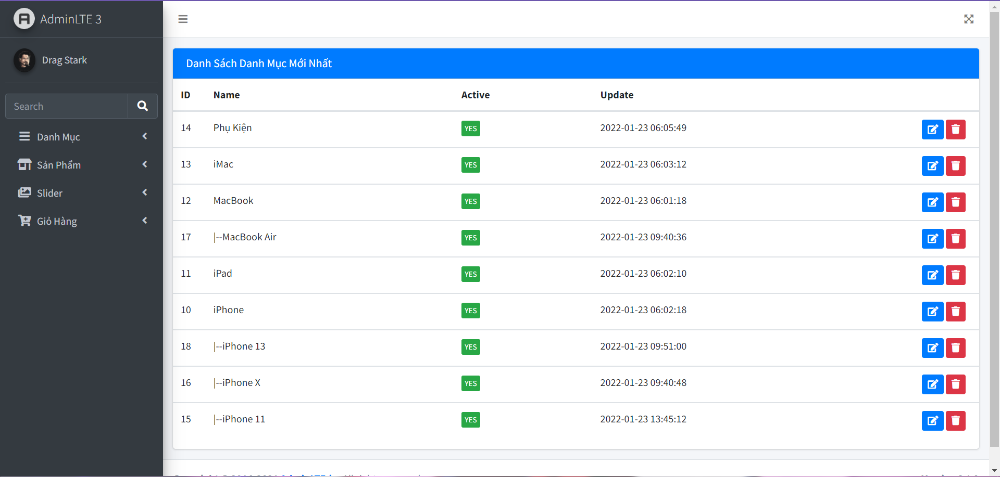 AdminLTE 3
Drag Stark
Search
Danh Mục
Sản Phẩm
Slider
Giỏ Hàng
Danh Sách Danh Mục Mới Nhất
ID Name Active Update
14 Phụ Kiện YES 2022-01-23 06:05:49
13 iMac YES 2022-01-23 06:03:12
12 MacBook YES 2022-01-23 06:01:18
17 |--MacBook Air YES 2022-01-23 09:40:36
11 iPad YES 2022-01-23 06:02:10
10 iPhone YES 2022-01-23 06:02:18
18 |--iPhone 13 YES 2022-01-23 09:51:00
16 |--iPhone X YES 2022-01-23 09:40:48
15 |--iPhone 11 YES 2022-01-23 13:45:12